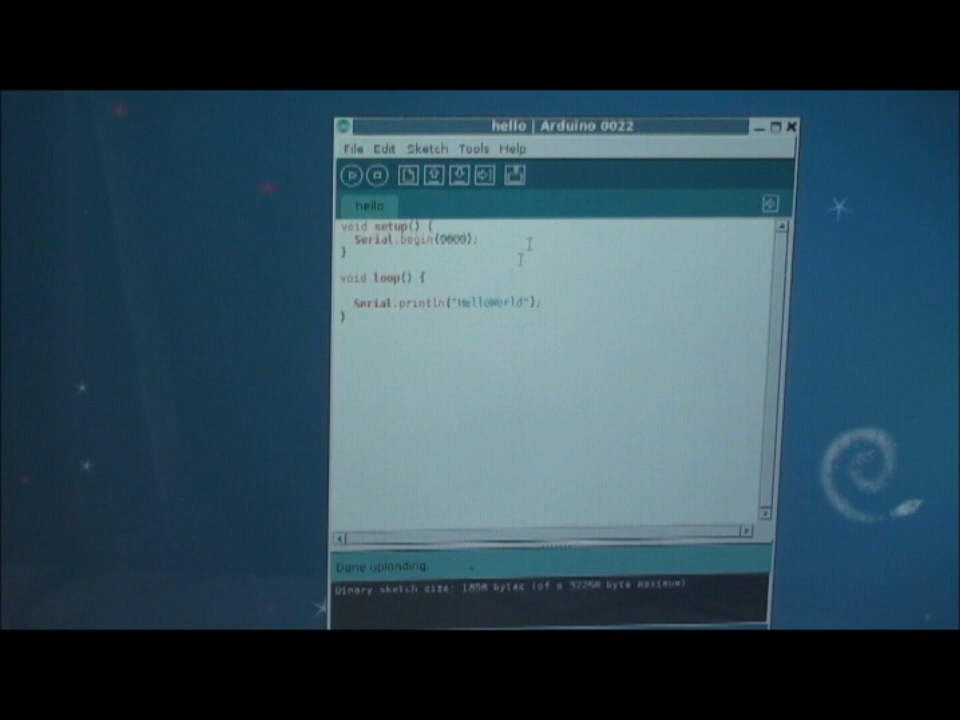 hello | Arduino 0022
File Edit Sketch Tools Help
hello
void setup() {
Serial.begin(9600);
}
void loop() {
Serial.println("HelloWorld");
}
Done uploading.
Binary sketch size: bytes (of a 32256 byte maximum)